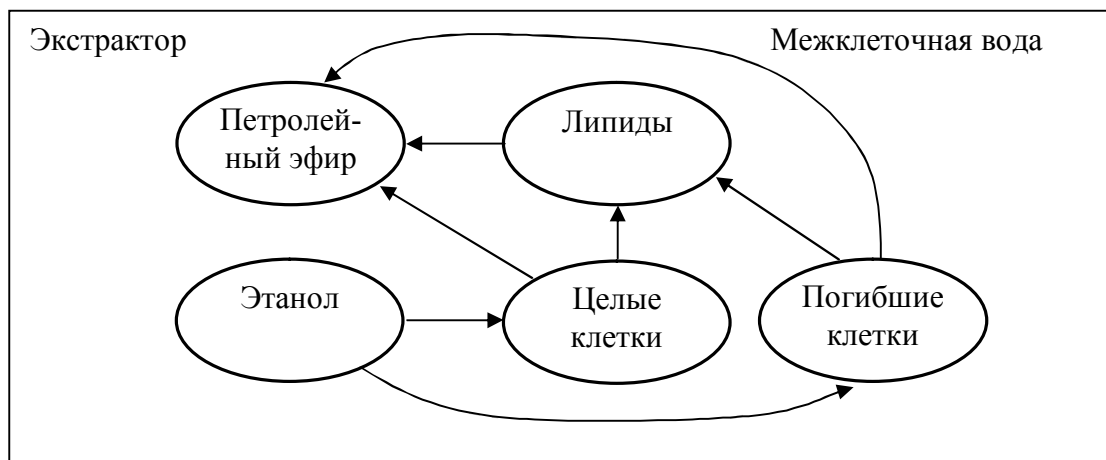 Экстрактор
Межклеточная вода
Петролей-
ный эфир
Липиды
Этанол
Целые
клетки
Погибшие
клетки